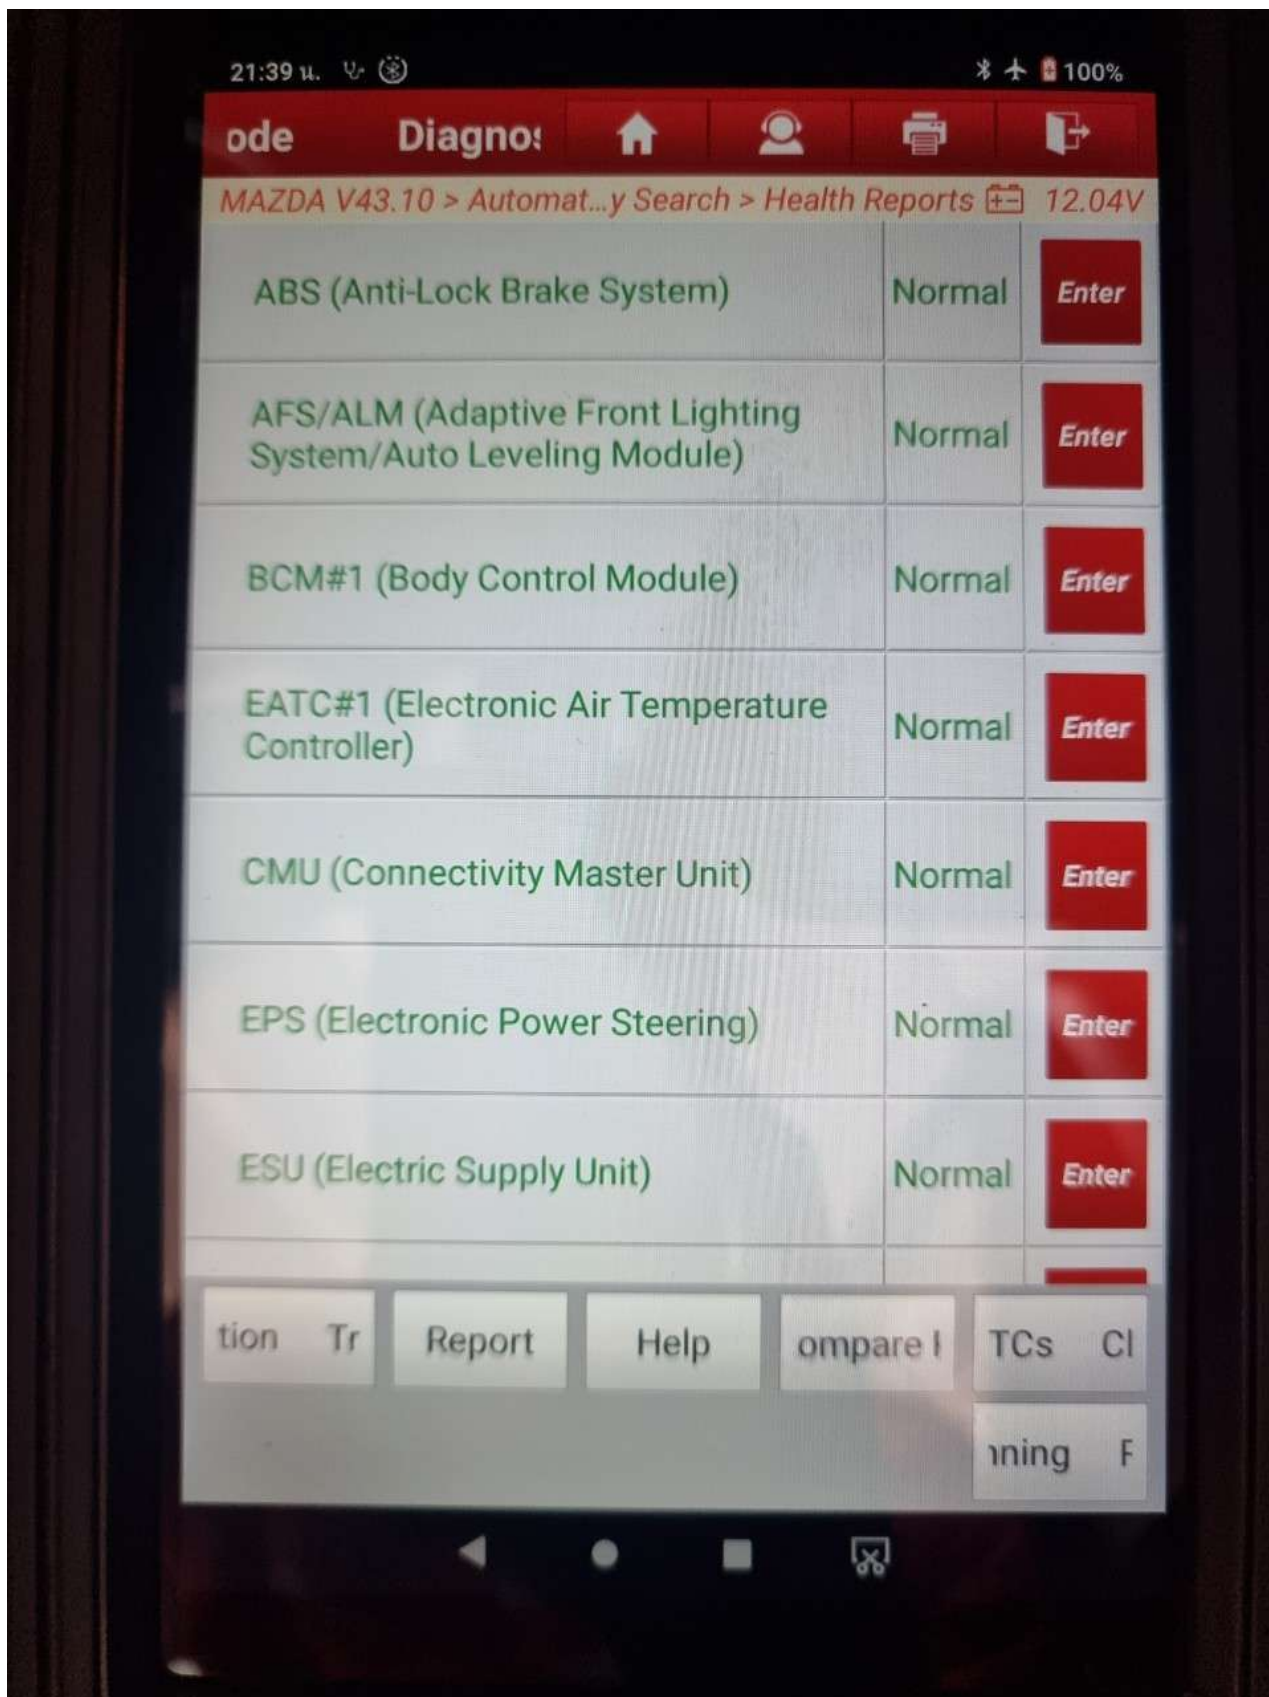 21:39 น. 100%
ode Diagnos
MAZDA V43.10 > Automat...y Search > Health Reports 12.04V
ABS (Anti-Lock Brake System) Normal Enter
AFS/ALM (Adaptive Front Lighting
System/Auto Leveling Module) Normal Enter
BCM#1 (Body Control Module) Normal Enter
EATC#1 (Electronic Air Temperature
Controller) Normal Enter
CMU (Connectivity Master Unit) Normal Enter
EPS (Electronic Power Steering) Normal Enter
ESU (Electric Supply Unit) Normal Enter
tion Tr Report Help ompare TCs Cl
nning F